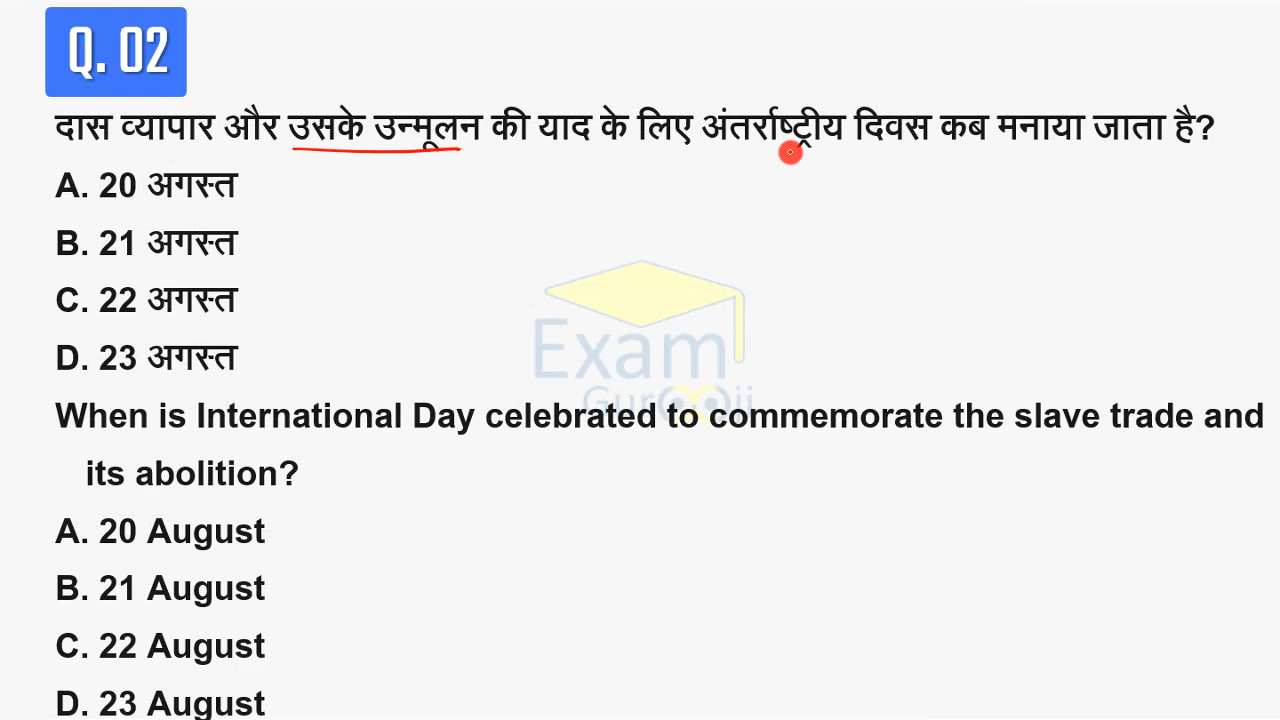 Q. 02
दास व्यापार और उसके उन्मूलन की याद के लिए अंतर्राष्ट्रीय दिवस कब मनाया जाता है?
A. 20 अगस्त
B. 21 अगस्त
C. 22 अगस्त
D. 23 अगस्त
Exam
Gurooji
When is International Day celebrated to commemorate the slave trade and
its abolition?
A. 20 August
B. 21 August
C. 22 August
D. 23 August